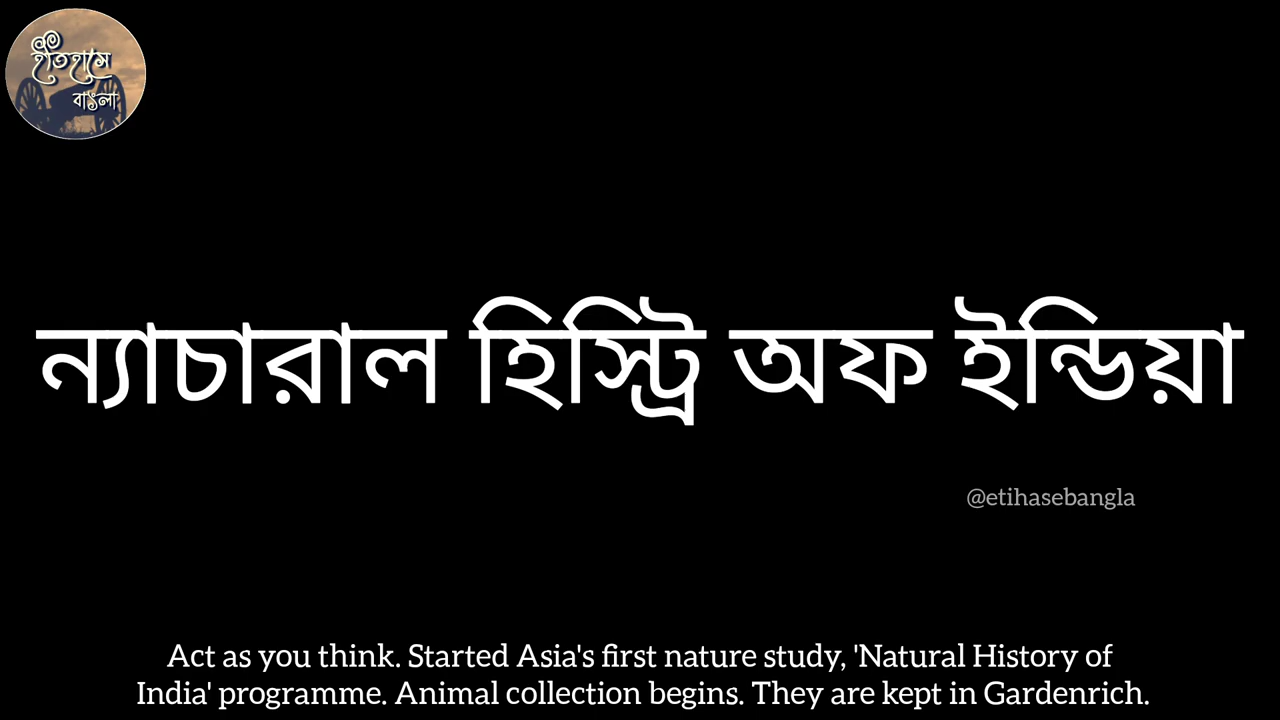 ইতিহাসে
বাংলা
ন্যাচারাল হিস্ট্রি অফ ইন্ডিয়া
@etihasebangla
Act as you think. Started Asia's first nature study, 'Natural History of
India' programme. Animal collection begins. They are kept in Gardenrich.